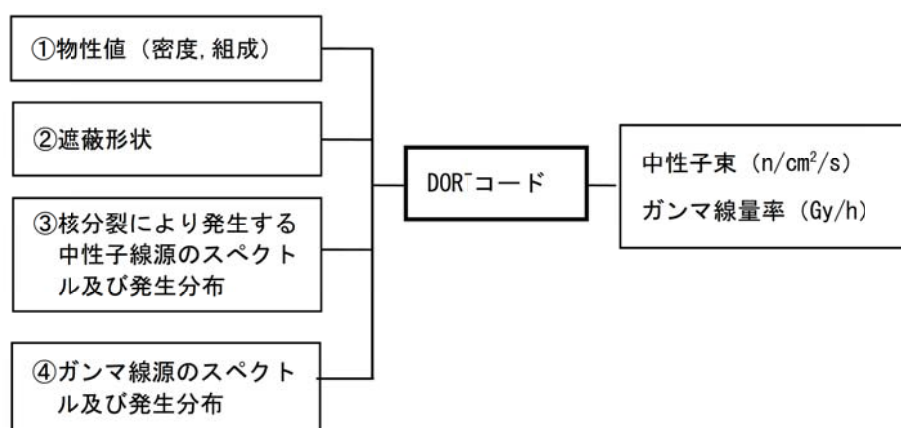 ①物性値（密度，組成）
②遮蔽形状
③核分裂により発生する
中性子線源のスペクト
ル及び発生分布
④ガンマ線源のスペクト
ル及び発生分布
DOR⁻コード
中性子束（n/cm²/s）
ガンマ線量率（Gy/h）